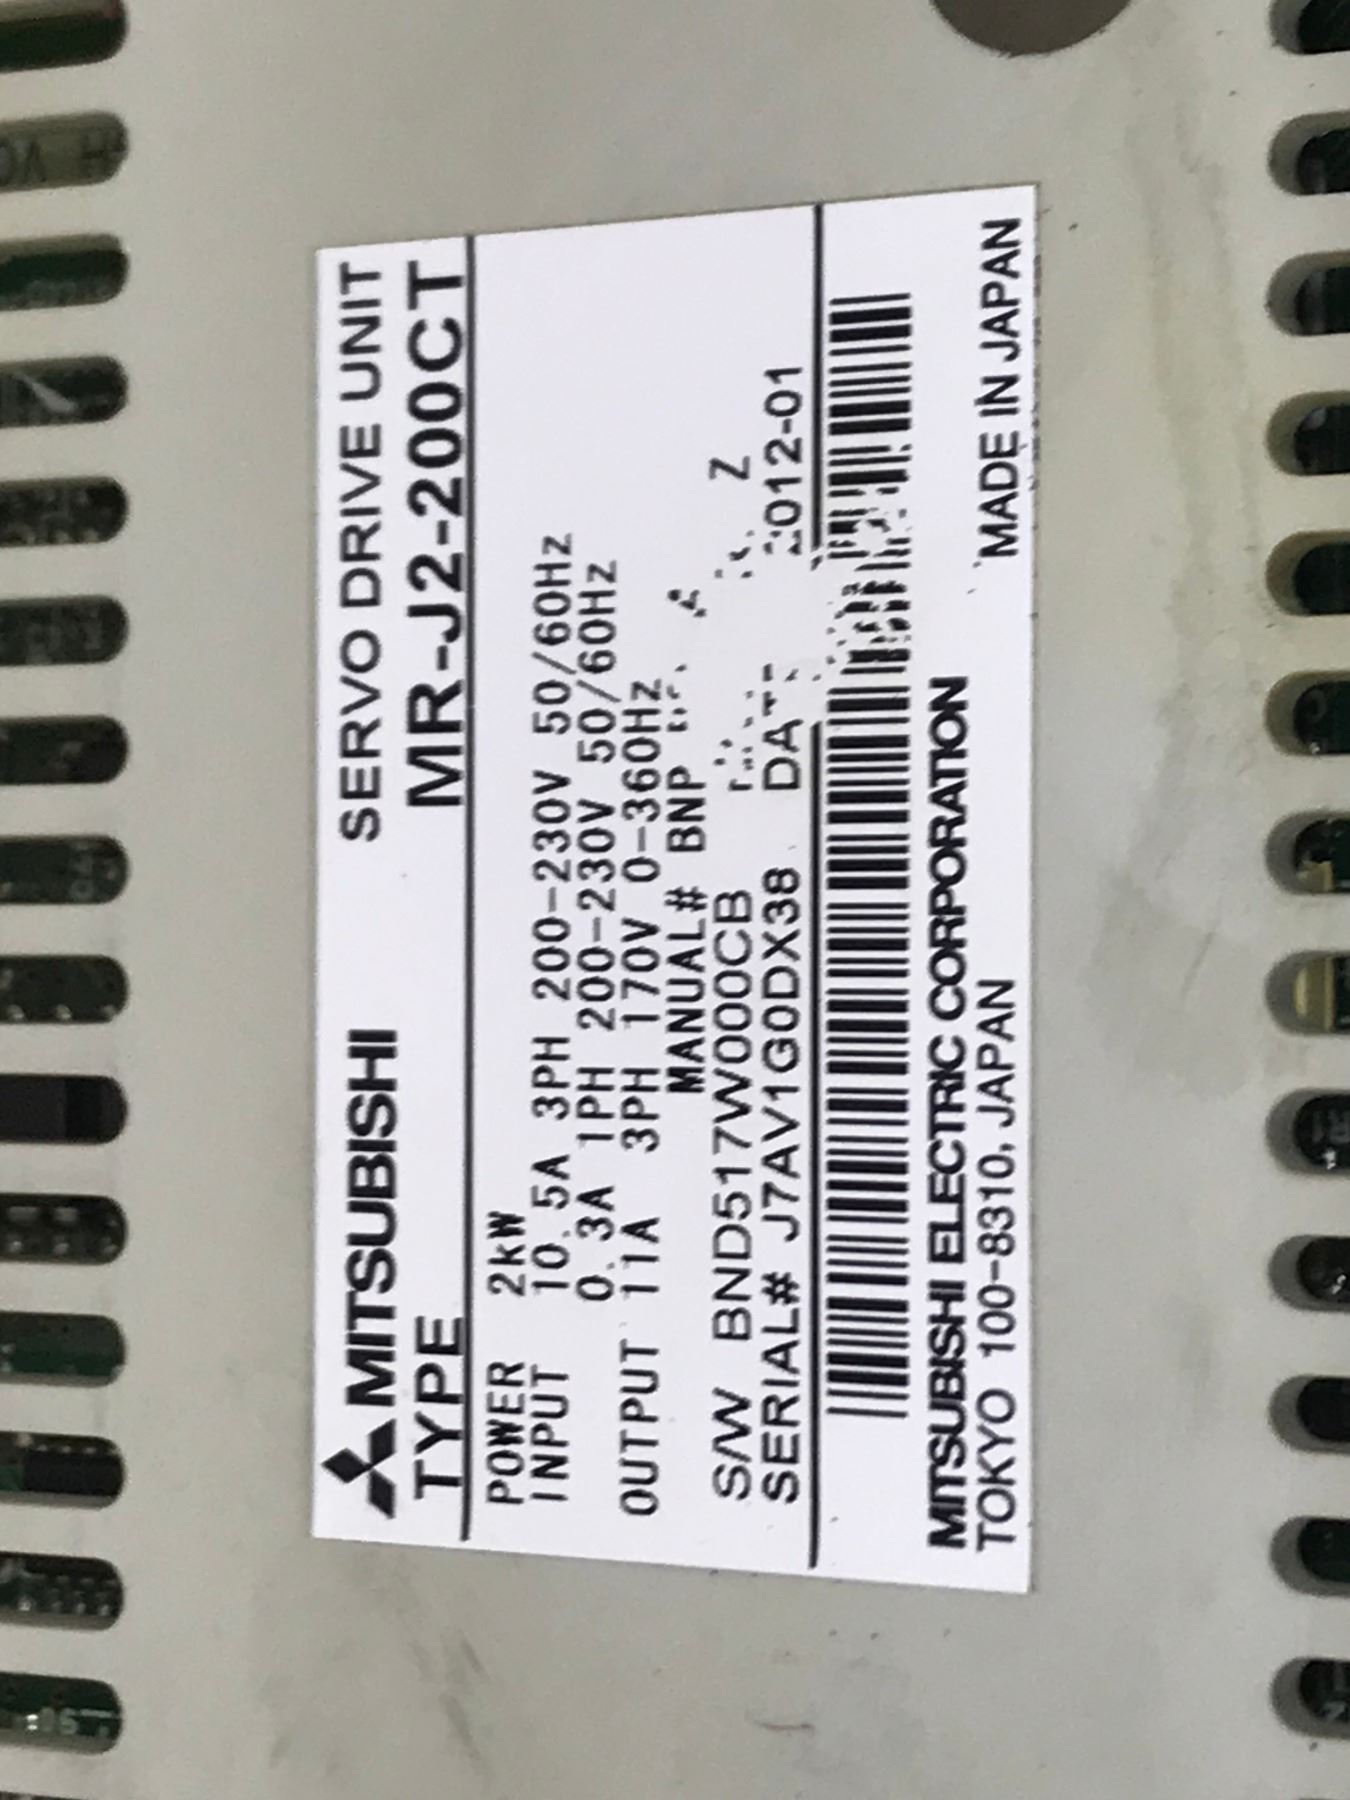 MITSUBISHI SERVO DRIVE UNIT
TYPE MR-J2-200CT
POWER 2kW
INPUT 10.5A 3PH 200-230V 50/60Hz
0.3A 1PH 200-230V 50/60Hz
OUTPUT 11A 3PH 170V 0-360Hz
MANUAL# BNP
S/W BND517W000CB Z
SERIAL# J7AV1G0DX38 2012-01
MITSUBISHI ELECTRIC CORPORATION
TOKYO 100-8310, JAPAN MADE IN JAPAN